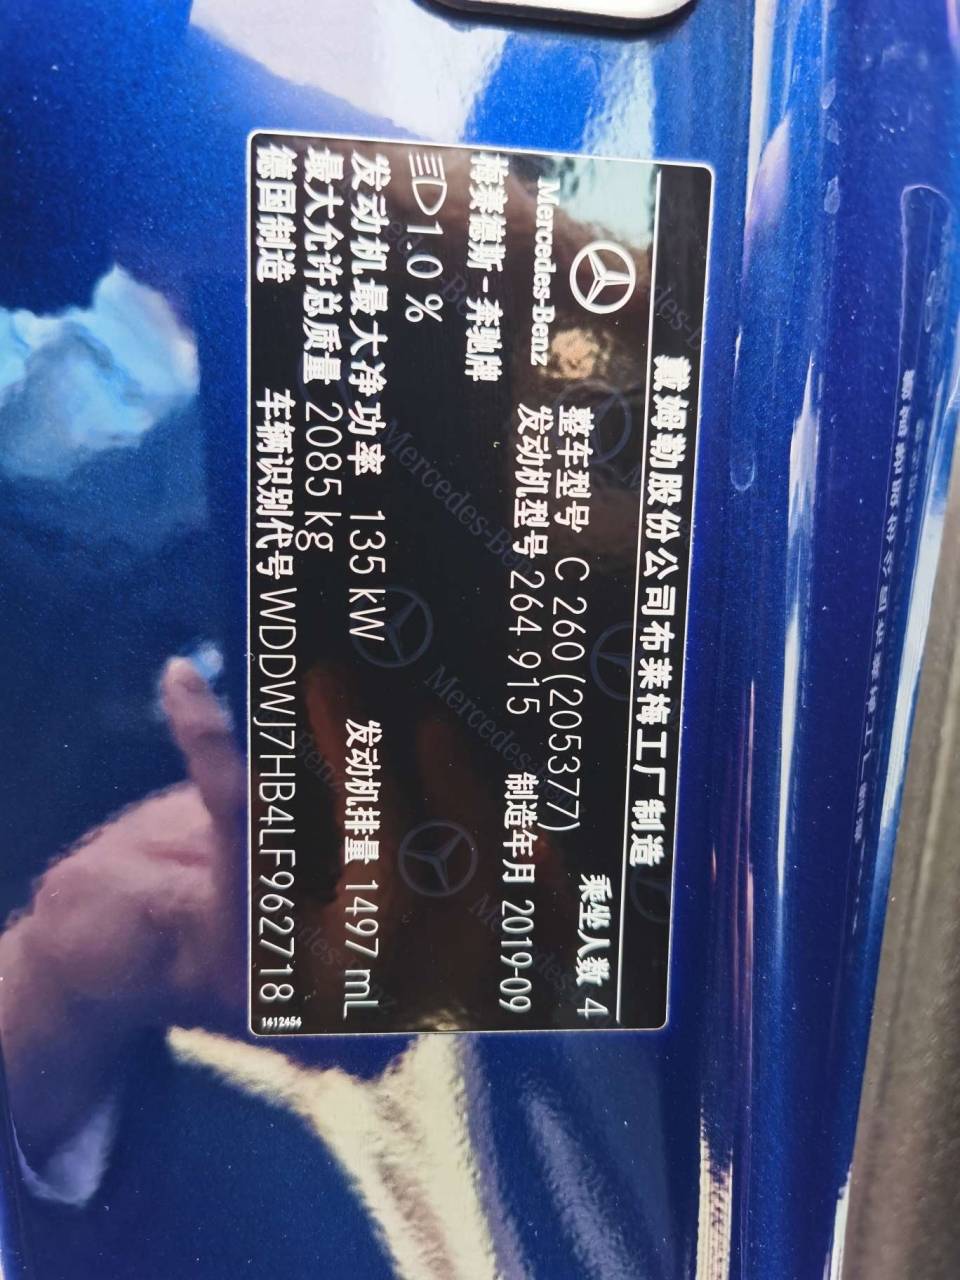 戴姆勒股份公司布莱梅工厂制造
Mercedes-Benz
整车型号 C 260 (205377)
乘坐人数 4
梅赛德斯-奔驰牌
发动机型号 264 915
制造年月 2019-09
1.0 %
发动机最大净功率 135 kW
发动机排量 1497 mL
最大允许总质量 2085 kg
德国制造
车辆识别代号 WDDWJ7HB4LF962718
1412454